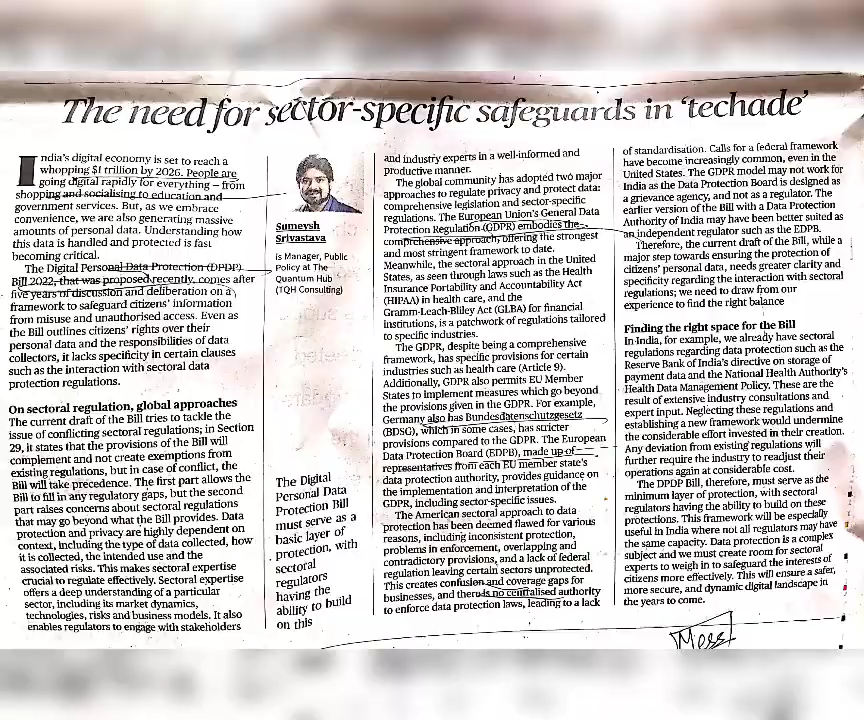 The need for sector-specific safeguards in 'techade'
India's digital economy is set to reach a
whopping $1 trillion by 2026. People are
going digital rapidly for everything – from
shopping and socialising to education and
government services. But, as we embrace
convenience, we are also generating massive
amounts of personal data. Understanding how
this data is handled and protected is fast
becoming critical.
The Digital Personal Data Protection (DPDP)
Bill 2022, that was proposed recently, comes after
five years of discussion and deliberation on a
framework to safeguard citizens' information
from misuse and unauthorised access. Even as
the Bill outlines citizens' rights over their
personal data and the responsibilities of data
collectors, it lacks specificity in certain clauses
such as the interaction with sectoral data
protection regulations.
On sectoral regulation, global approaches
The current draft of the Bill tries to tackle the
issue of conflicting sectoral regulations; in Section
29, it states that the provisions of the Bill will
complement and not create exemptions from
existing regulations, but in case of conflict, the
Bill will take precedence. The first part allows the
Bill to fill in any regulatory gaps, but the second
part raises concerns about sectoral regulations
that may go beyond what the Bill provides. Data
protection and privacy are highly dependent on
context, including the type of data collected, how
it is collected, the intended use and the
associated risks. This makes sectoral expertise
crucial to regulate effectively. Sectoral expertise
offers a deep understanding of a particular
sector, including its market dynamics,
technologies, risks and business models. It also
enables regulators to engage with stakeholders
Sumeysh
Srivastava
is Manager, Public
Policy at The
Quantum Hub
(TQH Consulting)
The Digital
Personal Data
Protection Bill
must serve as a
basic layer of
protection, with
sectoral
regulators
having the
ability to build
on this
and industry experts in a well-informed and
productive manner.
The global community has adopted two major
approaches to regulate privacy and protect data:
comprehensive legislation and sector-specific
regulations. The European Union's General Data
Protection Regulation (GDPR) embodies the
comprehensive approach, offering the strongest
and most stringent framework to date.
Meanwhile, the sectoral approach in the United
States, as seen through laws such as the Health
Insurance Portability and Accountability Act
(HIPAA) in health care, and the
Gramm-Leach-Bliley Act (GLBA) for financial
institutions, is a patchwork of regulations tailored
to specific industries.
The GDPR, despite being a comprehensive
framework, has specific provisions for certain
industries such as health care (Article 9).
Additionally, GDPR also permits EU Member
States to implement measures which go beyond
the provisions given in the GDPR. For example,
Germany also has Bundesdatenschutzgesetz
(BDSG), which in some cases, has stricter
provisions compared to the GDPR. The European
Data Protection Board (EDPB), made up of
representatives from each EU member state's
data protection authority, provides guidance on
the implementation and interpretation of the
GDPR, including sector-specific issues.
The American sectoral approach to data
protection has been deemed flawed for various
reasons, including inconsistent protection,
problems in enforcement, overlapping and
contradictory provisions, and a lack of federal
regulation leaving certain sectors unprotected.
This creates confusion and coverage gaps for
businesses, and there is no centralised authority
to enforce data protection laws, leading to a lack
of standardisation. Calls for a federal framework
have become increasingly common, even in the
United States. The GDPR model may not work for
India as the Data Protection Board is designed as
a grievance agency, and not as a regulator. The
earlier version of the Bill with a Data Protection
Authority of India may have been better suited as
an independent regulator such as the EDPB.
Therefore, the current draft of the Bill, while a
major step towards ensuring the protection of
citizens' personal data, needs greater clarity and
specificity regarding the interaction with sectoral
regulations; we need to draw from our
experience to find the right balance
Finding the right space for the Bill
In India, for example, we already have sectoral
regulations regarding data protection such as the
Reserve Bank of India's directive on storage of
payment data and the National Health Authority's
Health Data Management Policy. These are the
result of extensive industry consultations and
expert input. Neglecting these regulations and
establishing a new framework would undermine
the considerable effort invested in their creation.
Any deviation from existing regulations will
further require the industry to readjust their
operations again at considerable cost.
The DPDP Bill, therefore, must serve as the
minimum layer of protection, with sectoral
regulators having the ability to build on these
protections. This framework will be especially
useful in India where not all regulators may have
the same capacity. Data protection is a complex
subject and we must create room for sectoral
experts to weigh in to safeguard the interests of
citizens more effectively. This will ensure a safer,
more secure, and dynamic digital landscape in
the years to come.